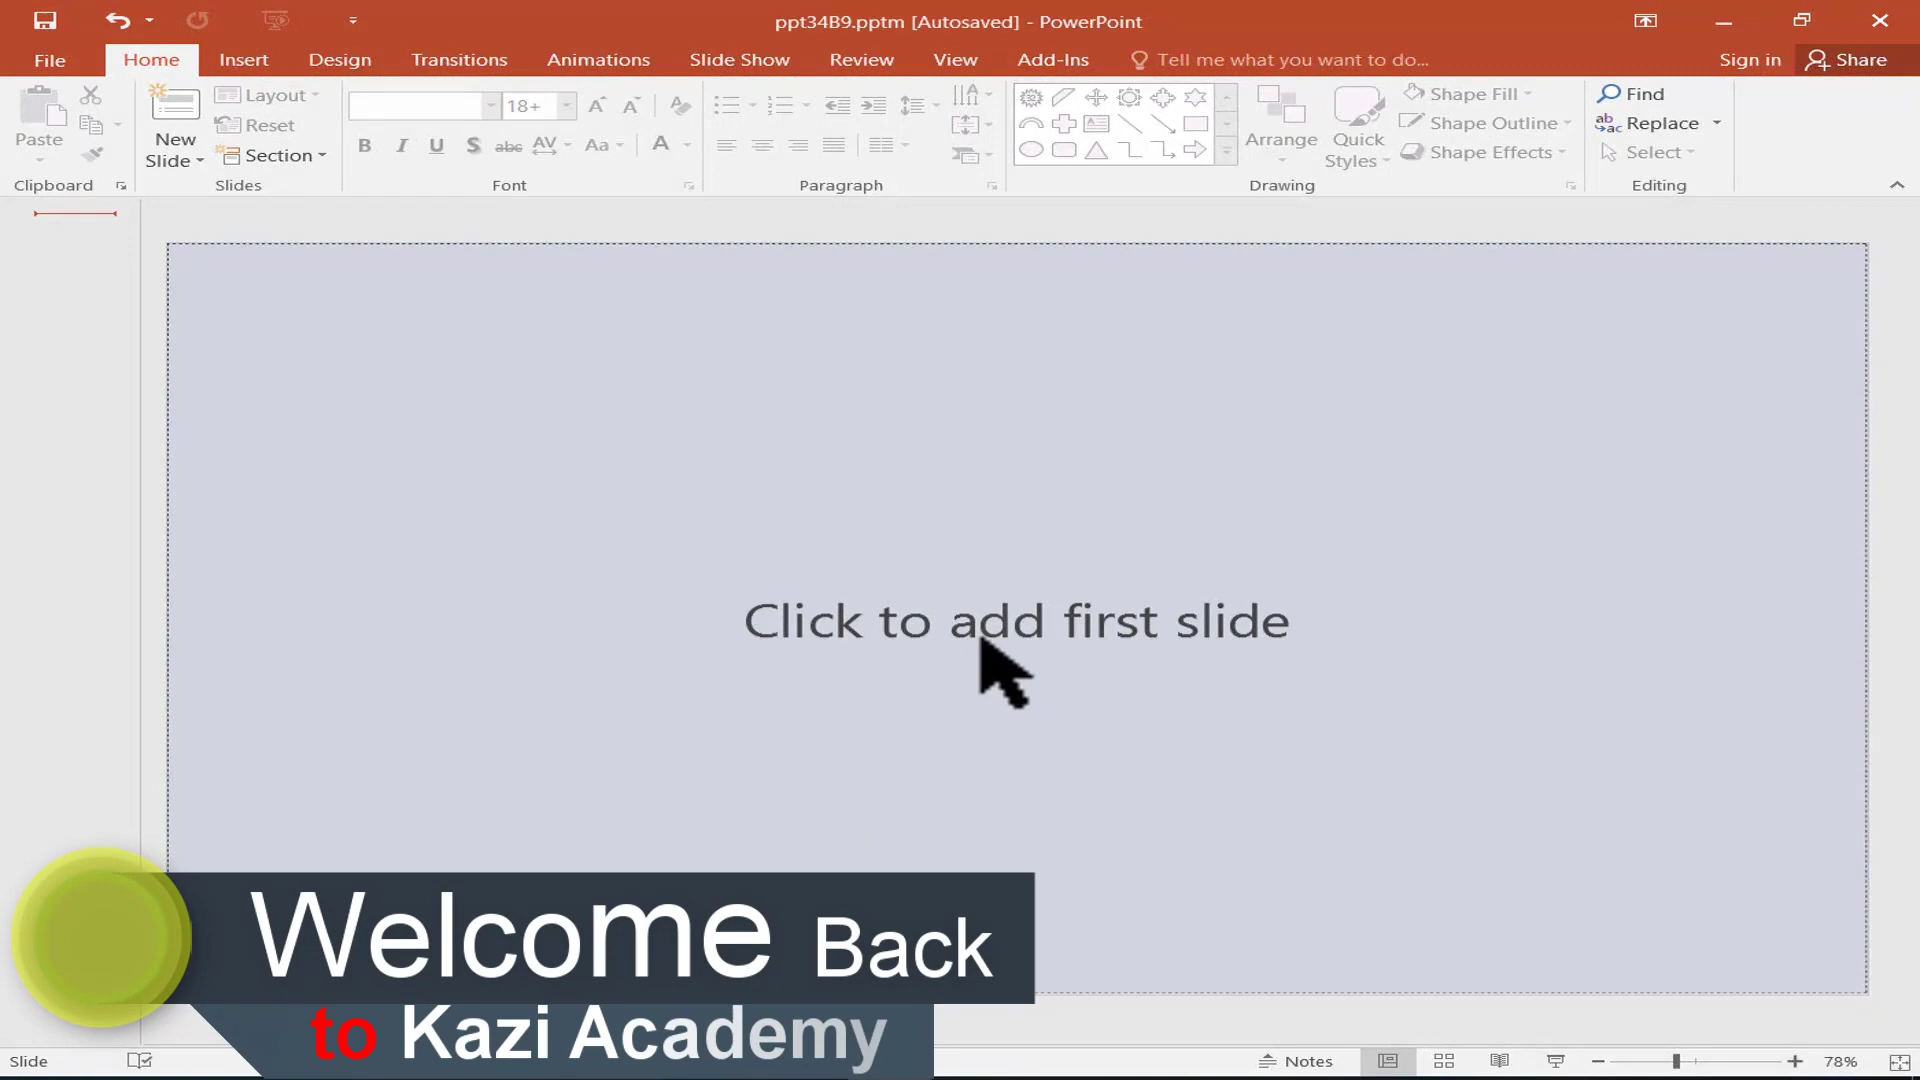 ppt34B9.pptm [Autosaved] - PowerPoint
File Home Insert Design Transitions Animations Slide Show Review View Add-Ins Tell me what you want to do... Sign in Share
Paste
New Slide
Layout
Reset
Section
18+
B I U S abc AV Aa A
Arrange
Quick Styles
Shape Fill
Shape Outline
Shape Effects
Find
Replace
Select
Clipboard Slides Font Paragraph Drawing Editing
Click to add first slide
Welcome Back
to Kazi Academy
Slide Notes 78%